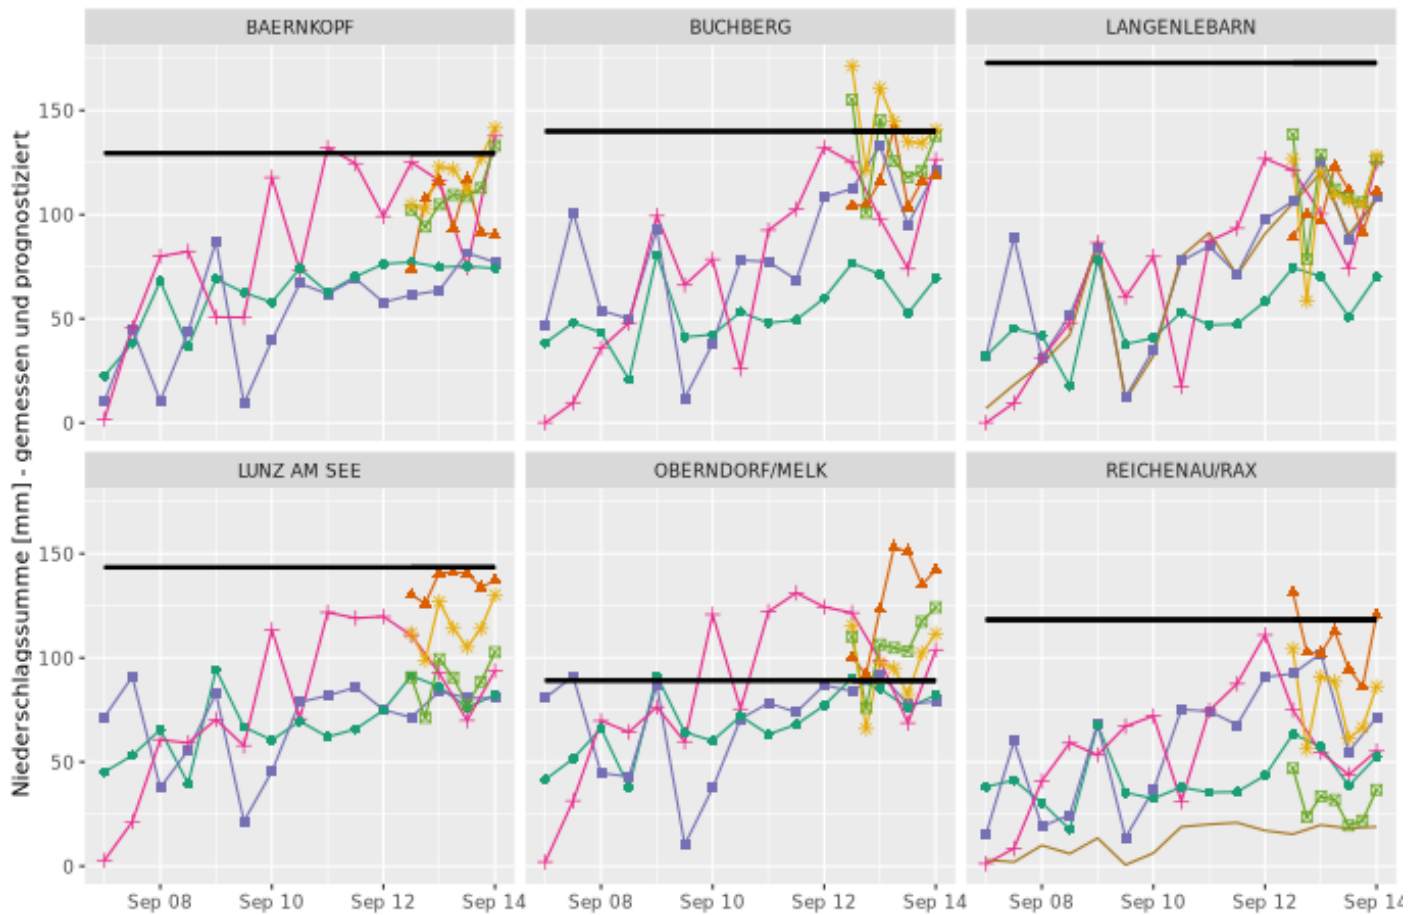 BAERNKOPF BUCHBERG LANGENLEBARN
150
100
50
0
Niederschlagssumme [mm] - gemessen und prognostiziert
LUNZ AM SEE OBERNDORF/MELK REICHENAU/RAX
150
100
50
0
Sep 08 Sep 10 Sep 12 Sep 14 Sep 08 Sep 10 Sep 12 Sep 14 Sep 08 Sep 10 Sep 12 Sep 14